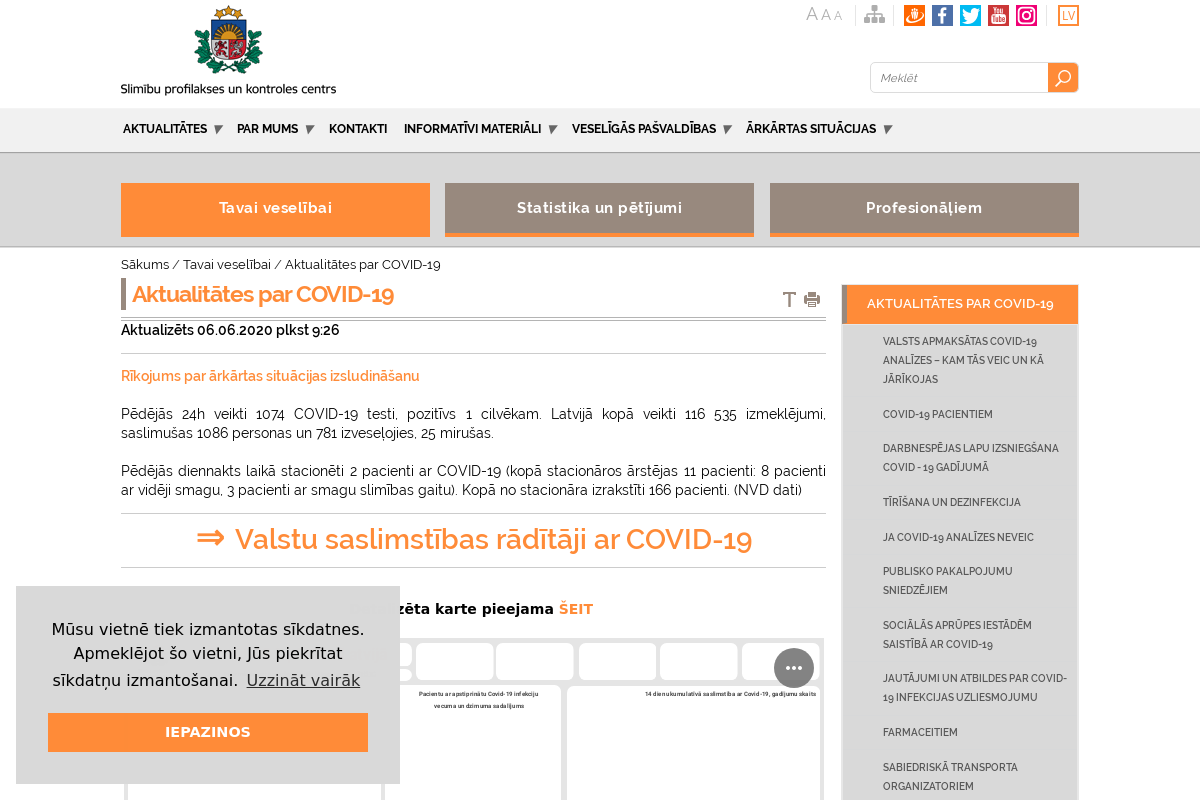 A A A
You Tube
LV
Slimību profilakses un kontroles centrs
Meklēt
AKTUALITĀTES PAR MUMS KONTAKTI INFORMATĪVI MATERIĀLI VESELĪGĀS PAŠVALDĪBAS ĀRKĀRTAS SITUĀCIJAS
Tavai veselībai
Statistika un pētījumi
Profesionāļiem
Sākums / Tavai veselībai / Aktualitātes par COVID-19
Aktualitātes par COVID-19
Aktualizēts 06.06.2020 plkst 9:26
Rīkojums par ārkārtas situācijas izsludināšanu
Pēdējās 24h veikti 1074 COVID-19 testi, pozitīvs 1 cilvēkam. Latvijā kopā veikti 116 535 izmeklējumi,
saslimušas 1086 personas un 781 izveseļojies, 25 mirušas.
Pēdējās diennakts laikā stacionēti 2 pacienti ar COVID-19 (kopā stacionāros ārstējas 11 pacienti: 8 pacienti
ar vidēji smagu, 3 pacienti ar smagu slimības gaitu). Kopā no stacionāra izrakstīti 166 pacienti. (NVD dati)
⇒ Valstu saslimstības rādītāji ar COVID-19
karte pieejama ŠEIT
Pacientu ar apstiprinātu Covid-19 infekciju
vecuma un dzimuma sadalījums
14 dienu kumulatīvā saslimstība ar Covid-19, gadījumu skaits
Mūsu vietnē tiek izmantotas sīkdatnes.
Apmeklējot šo vietni, Jūs piekrītat
sīkdatņu izmantošanai. Uzzināt vairāk
IEPAZINOS
AKTUALITĀTES PAR COVID-19
VALSTS APMAKSĀTAS COVID-19
ANALĪZES – KAM TĀS VEIC UN KĀ
JĀRĪKOJAS
COVID-19 PACIENTIEM
DARBNESPĒJAS LAPU IZSNIEGŠANA
COVID - 19 GADĪJUMĀ
TĪRĪŠANA UN DEZINFEKCIJA
JA COVID-19 ANALĪZES NEVEIC
PUBLISKO PAKALPOJUMU
SNIEDZĒJIEM
SOCIĀLĀS APRŪPES IESTĀDĒM
SAISTĪBĀ AR COVID-19
JAUTĀJUMI UN ATBILDES PAR COVID-
19 INFEKCIJAS UZLIESMOJUMU
FARMACEITIEM
SABIEDRISKĀ TRANSPORTA
ORGANIZATORIEM